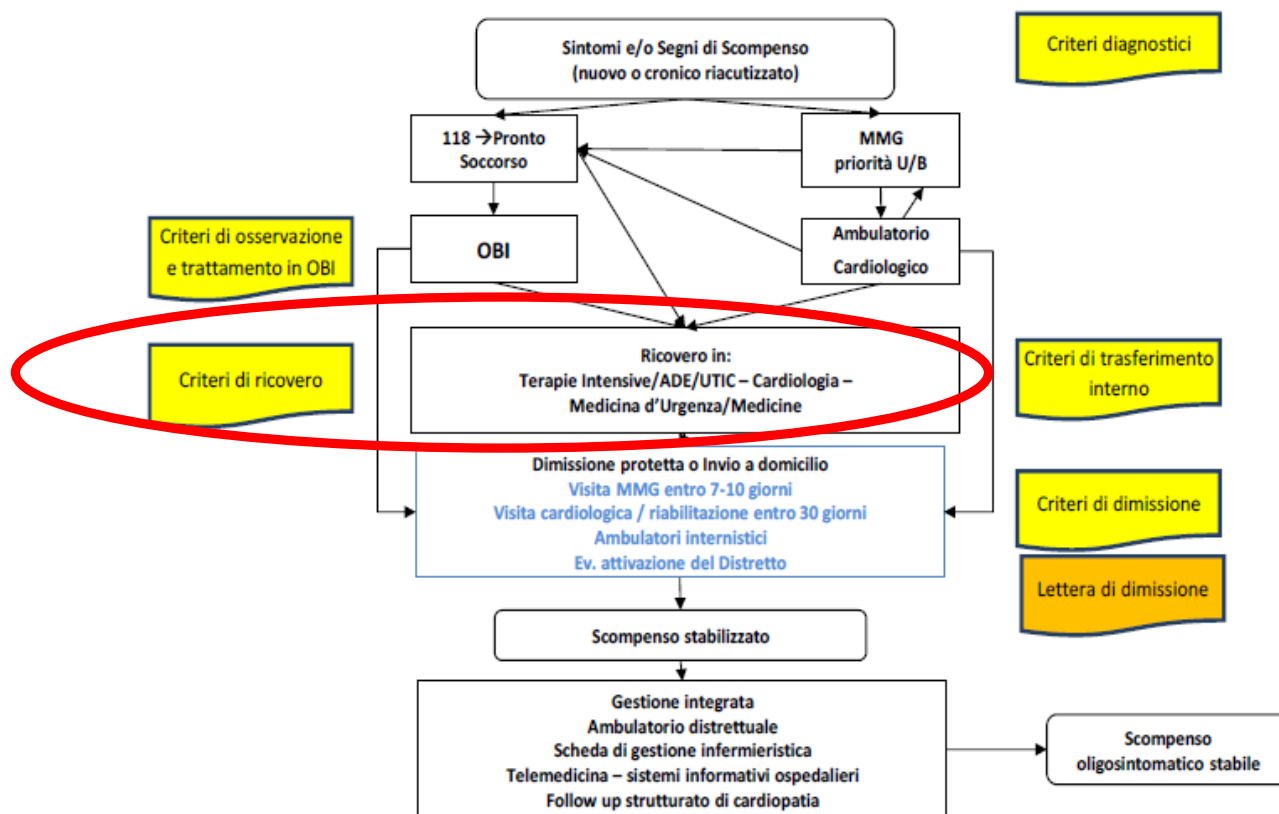 Sintomi e/o Segni di Scompenso
(nuovo o cronico riacutizzato)
Criteri diagnostici
118 →Pronto
Soccorso
MMG
priorità U/B
Criteri di osservazione
e trattamento in OBI
OBI
Ambulatorio
Cardiologico
Criteri di ricovero
Ricovero in:
Terapie Intensive/ADE/UTIC – Cardiologia –
Medicina d'Urgenza/Medicine
Criteri di trasferimento
interno
Dimissione protetta o Invio a domicilio
Visita MMG entro 7-10 giorni
Visita cardiologica / riabilitazione entro 30 giorni
Ambulatori internistici
Ev. attivazione del Distretto
Criteri di dimissione
Lettera di dimissione
Scompenso stabilizzato
Gestione integrata
Ambulatorio distrettuale
Scheda di gestione infermieristica
Telemedicina – sistemi informativi ospedalieri
Follow up strutturato di cardiopatia
Scompenso
oligosintomatico stabile